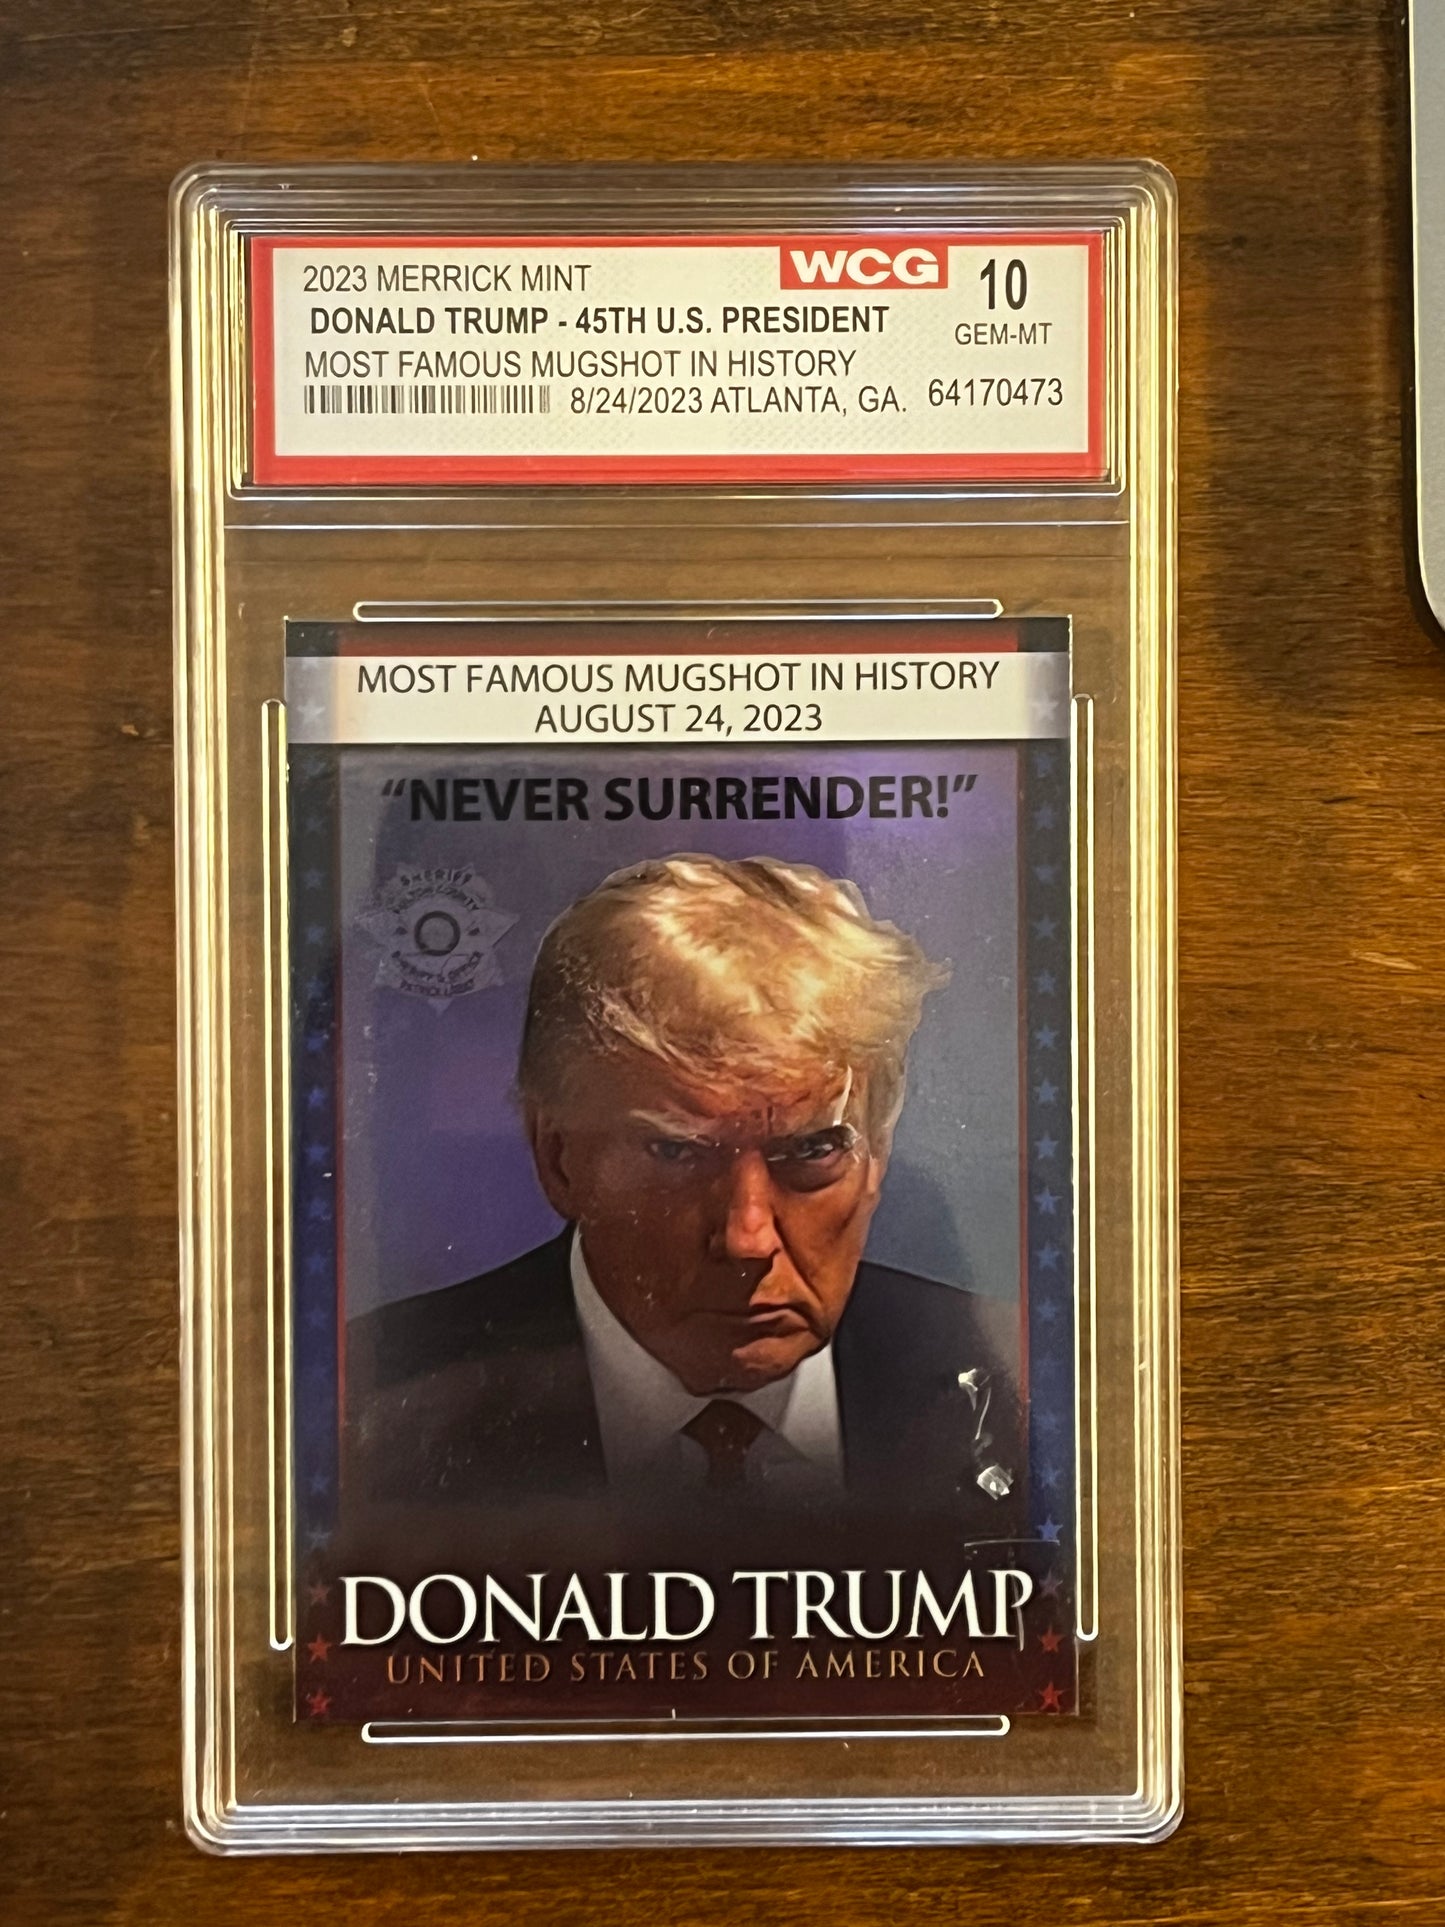 2023 MERRICK MINT
WCG
10
DONALD TRUMP - 45TH U.S. PRESIDENT
GEM-MT
MOST FAMOUS MUGSHOT IN HISTORY
8/24/2023 ATLANTA, GA.
64170473
MOST FAMOUS MUGSHOT IN HISTORY
AUGUST 24, 2023
“NEVER SURRENDER!”
SHERIFF
DONALD TRUMP
UNITED STATES OF AMERICA